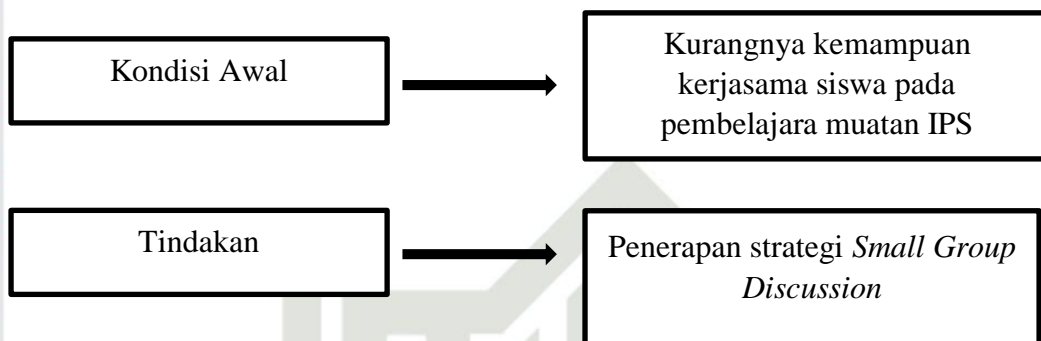 Kondisi Awal
Kurangnya kemampuan
kerjasama siswa pada
pembelajara muatan IPS
Tindakan
Penerapan strategi Small Group
Discussion